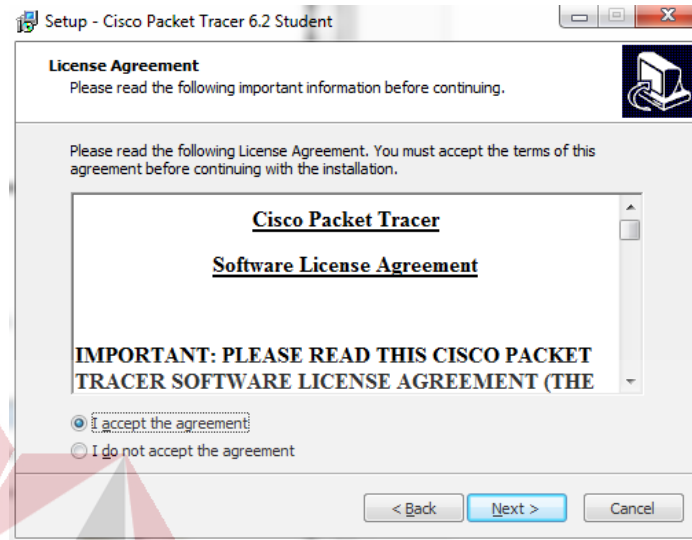 Setup - Cisco Packet Tracer 6.2 Student
License Agreement
Please read the following important information before continuing.
Please read the following License Agreement. You must accept the terms of this
agreement before continuing with the installation.
Cisco Packet Tracer
Software License Agreement
IMPORTANT: PLEASE READ THIS CISCO PACKET
TRACER SOFTWARE LICENSE AGREEMENT (THE
I accept the agreement
I do not accept the agreement
< Back Next > Cancel